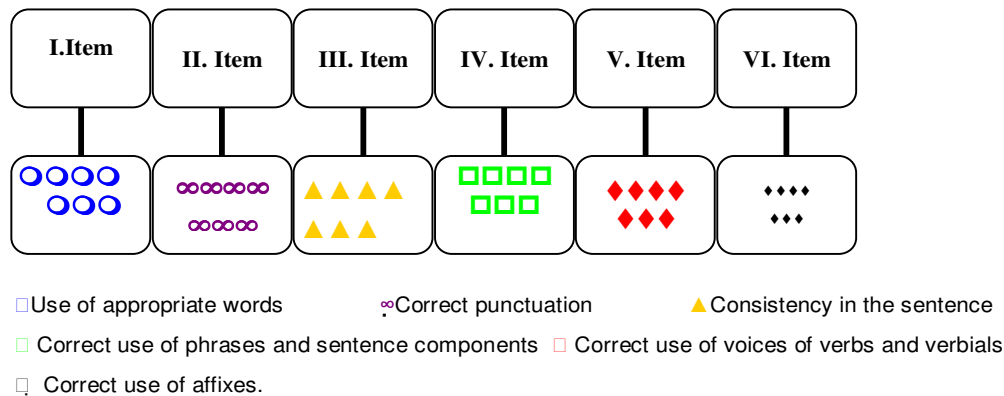 I.Item II. Item III. Item IV. Item V. Item VI. Item
Use of appropriate words Correct punctuation Consistency in the sentence
Correct use of phrases and sentence components Correct use of voices of verbs and verbials
Correct use of affixes.